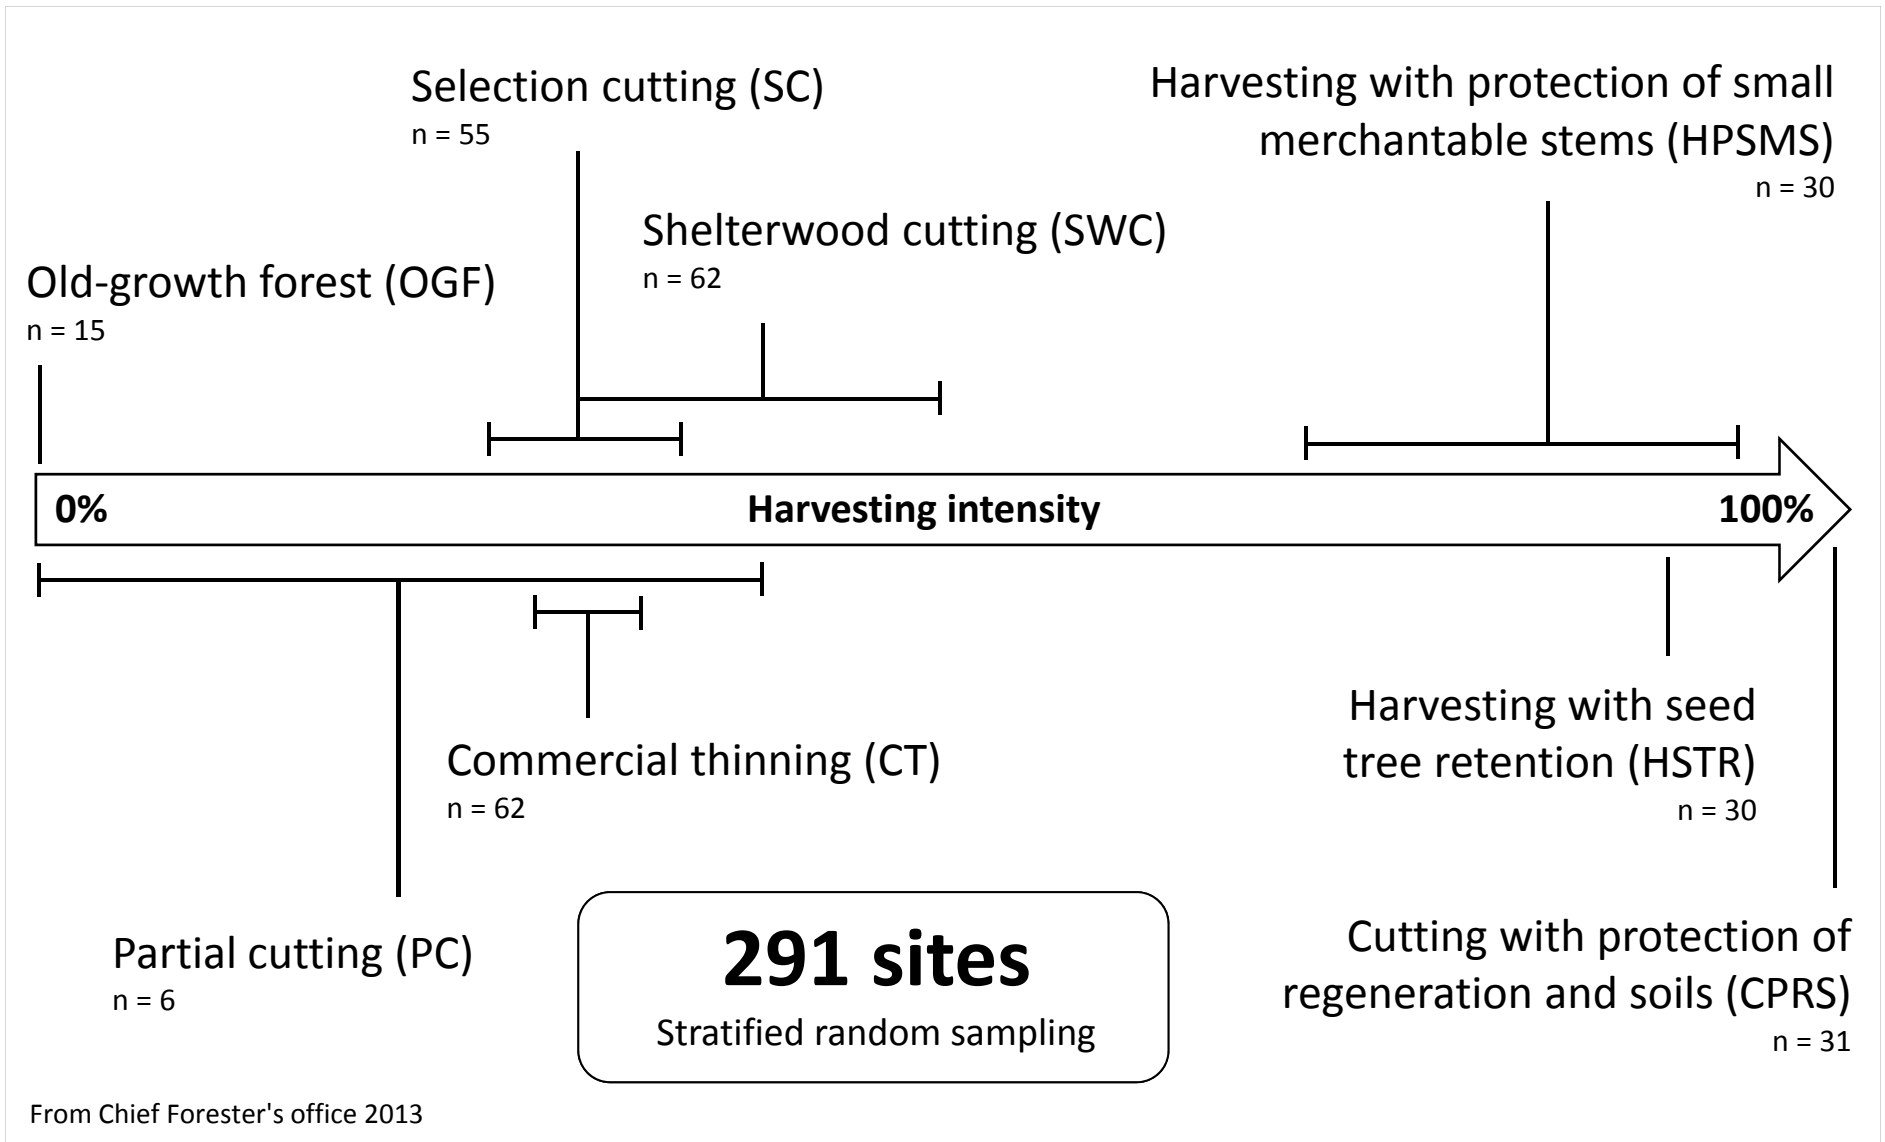 Selection cutting (SC)
n = 55
Harvesting with protection of small
merchantable stems (HPSMS)
n = 30
Shelterwood cutting (SWC)
n = 62
Old-growth forest (OGF)
n = 15
0%
Harvesting intensity
100%
Commercial thinning (CT)
n = 62
Harvesting with seed
tree retention (HSTR)
n = 30
Partial cutting (PC)
n = 6
291 sites
Stratified random sampling
Cutting with protection of
regeneration and soils (CPRS)
n = 31
From Chief Forester's office 2013